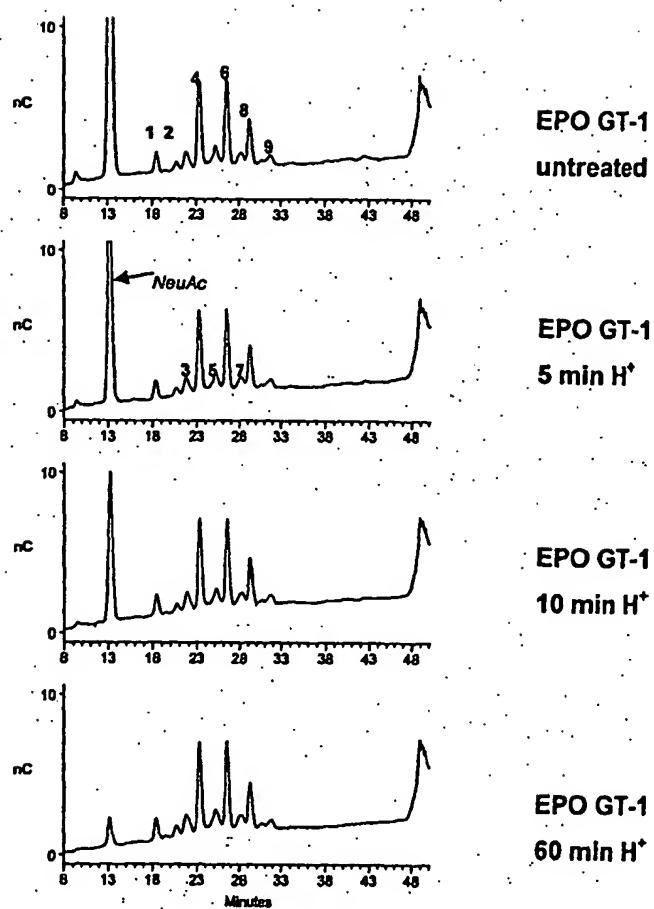 10
nC
0
1 2 4 6 8 9
8 13 18 23 28 33 38 43 48
EPO GT-1
untreated
10
nC
0
NeuAc
3 5 7
8 13 18 23 28 33 38 43 48
EPO GT-1
5 min H⁺
10
nC
0
8 13 18 23 28 33 38 43 48
EPO GT-1
10 min H⁺
10
nC
0
8 13 18 23 28 33 38 43 48
Minutes
EPO GT-1
60 min H⁺